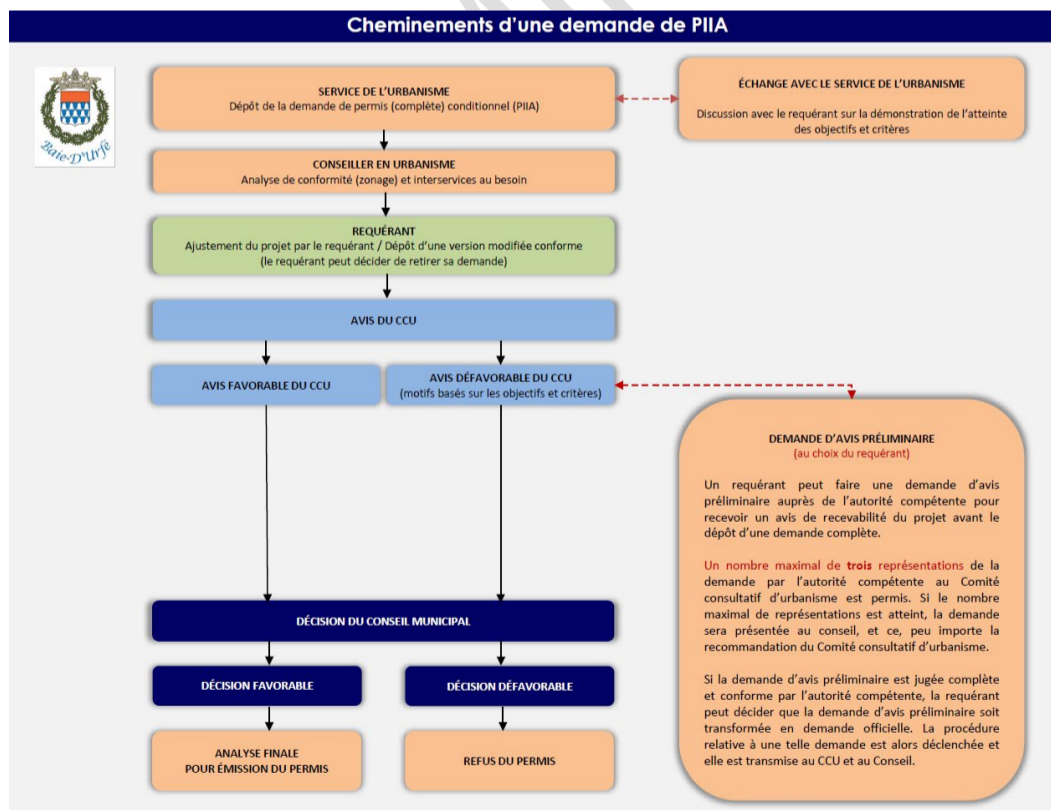 Cheminements d'une demande de PIIA
Baie-D'Urfé
SERVICE DE L'URBANISME
Dépôt de la demande de permis (complète) conditionnel (PIIA)
ÉCHANGE AVEC LE SERVICE DE L'URBANISME
Discussion avec le requérant sur la démonstration de l'atteinte
des objectifs et critères
CONSEILLER EN URBANISME
Analyse de conformité (zonage) et interservices au besoin
REQUÉRANT
Ajustement du projet par le requérant / Dépôt d'une version modifiée conforme
(le requérant peut décider de retirer sa demande)
AVIS DU CCU
AVIS FAVORABLE DU CCU
AVIS DÉFAVORABLE DU CCU
(motifs basés sur les objectifs et critères)
DEMANDE D'AVIS PRÉLIMINAIRE
(au choix du requérant)
Un requérant peut faire une demande d'avis
préliminaire auprès de l'autorité compétente pour
recevoir un avis de recevabilité du projet avant le
dépôt d'une demande complète.
Un nombre maximal de trois représentations de la
demande par l'autorité compétente au Comité
consultatif d'urbanisme est permis. Si le nombre
maximal de représentations est atteint, la demande
sera présentée au conseil, et ce, peu importe la
recommandation du Comité consultatif d'urbanisme.
Si la demande d'avis préliminaire est jugée complète
et conforme par l'autorité compétente, la requérant
peut décider que la demande d'avis préliminaire soit
transformée en demande officielle. La procédure
relative à une telle demande est alors déclenchée et
elle est transmise au CCU et au Conseil.
DÉCISION DU CONSEIL MUNICIPAL
DÉCISION FAVORABLE
DÉCISION DÉFAVORABLE
ANALYSE FINALE
POUR ÉMISSION DU PERMIS
REFUS DU PERMIS